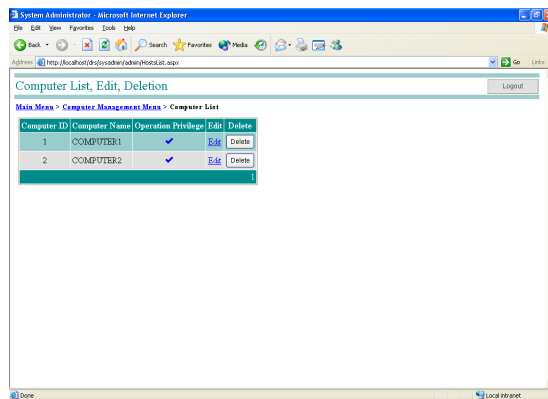 System Administrator - Microsoft Internet Explorer
File Edit View Favorites Tools Help
Back Search Favorites Media
Address http://localhost/drs/sysadmin/admin/HostsList.aspx Go Links
Computer List, Edit, Deletion
Logout
Main Menu > Computer Management Menu > Computer List
Computer ID Computer Name Operation Privilege Edit Delete
1 COMPUTER1 Edit Delete
2 COMPUTER2 Edit Delete
1
Done Local intranet